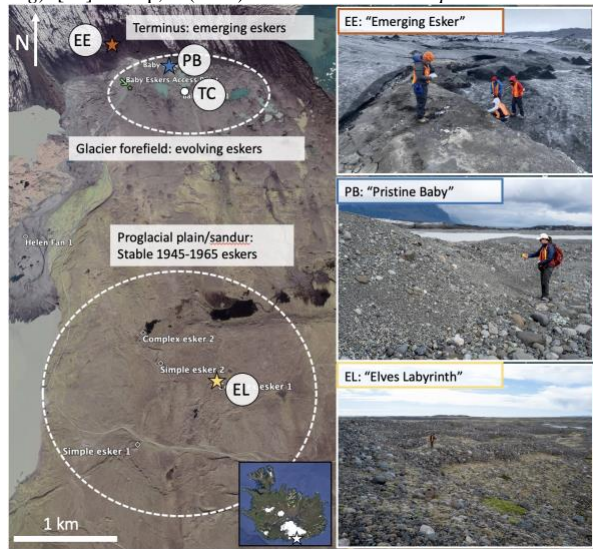 N
EE
Terminus: emerging eskers
PB
Baby
Baby Eskers Access
TC
Glacier forefield: evolving eskers
Helen Fan 1
Proglacial plain/sandur:
Stable 1945-1965 eskers
Complex esker 2
Simple esker 2
EL
esker 1
Simple esker 1
1 km
EE: “Emerging Esker”
PB: “Pristine Baby”
EL: “Elves Labyrinth”